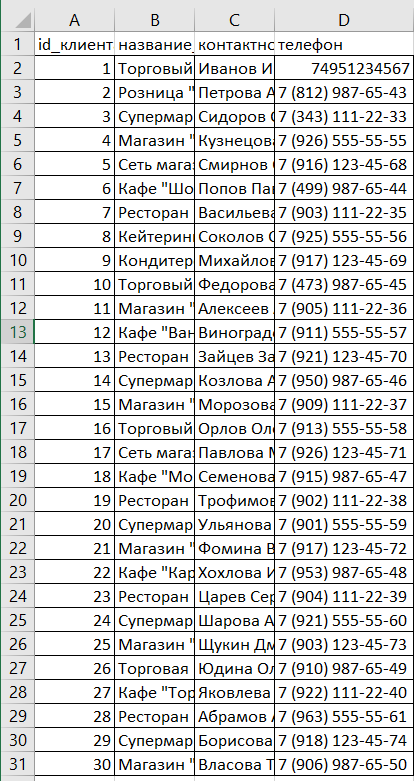 A B C D
1 id_клиент название_ контактно телефон
2 1 Торговый Иванов И 74951234567
3 2 Розница " Петрова А 7 (812) 987-65-43
4 3 Супермар Сидоров С 7 (343) 111-22-33
5 4 Магазин " Кузнецова 7 (926) 555-55-55
6 5 Сеть мага Смирнов 7 (916) 123-45-68
7 6 Кафе "Шо Попов Па 7 (499) 987-65-44
8 7 Ресторан Васильева 7 (903) 111-22-35
9 8 Кейтеринг Соколов С 7 (925) 555-55-56
10 9 Кондитер Михайлов 7 (917) 123-45-69
11 10 Торговый Федорова 7 (473) 987-65-45
12 11 Магазин " Алексеев 7 (905) 111-22-36
13 12 Кафе "Ван Виноград 7 (911) 555-55-57
14 13 Ресторан Зайцев За 7 (921) 123-45-70
15 14 Супермар Козлова А 7 (950) 987-65-46
16 15 Магазин " Морозова 7 (909) 111-22-37
17 16 Торговый Орлов Ол 7 (913) 555-55-58
18 17 Сеть мага Павлова М 7 (926) 123-45-71
19 18 Кафе "Мо Семенова 7 (915) 987-65-47
20 19 Ресторан Трофимов 7 (902) 111-22-38
21 20 Супермар Ульянова 7 (901) 555-55-59
22 21 Магазин " Фомина В 7 (917) 123-45-72
23 22 Кафе "Кар Хохлова И 7 (953) 987-65-48
24 23 Ресторан Царев Сер 7 (904) 111-22-39
25 24 Супермар Шарова А 7 (921) 555-55-60
26 25 Магазин " Щукин Дм 7 (903) 123-45-73
27 26 Торговая Юдина Ол 7 (910) 987-65-49
28 27 Кафе "Тор Яковлева 7 (922) 111-22-40
29 28 Ресторан Абрамов А 7 (963) 555-55-61
30 29 Супермар Борисова 7 (918) 123-45-74
31 30 Магазин " Власова Т 7 (906) 987-65-50